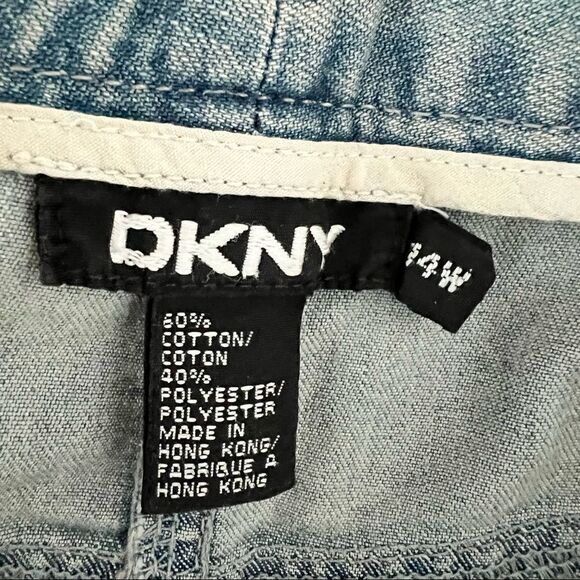 DKNY
14W
60%
COTTON/
COTON
40%
POLYESTER/
POLYESTER
MADE IN
HONG KONG/
FABRIQUE A
HONG KONG